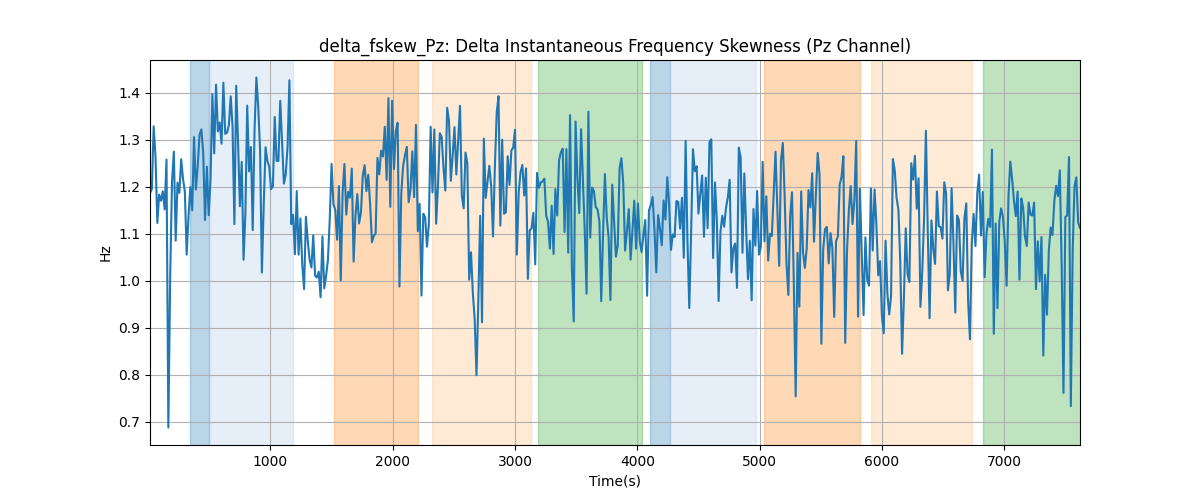 delta_fskew_Pz: Delta Instantaneous Frequency Skewness (Pz Channel)
1.4
1.3
1.2
1.1
1.0
0.9
0.8
0.7
Hz
1000 2000 3000 4000 5000 6000 7000
Time(s)